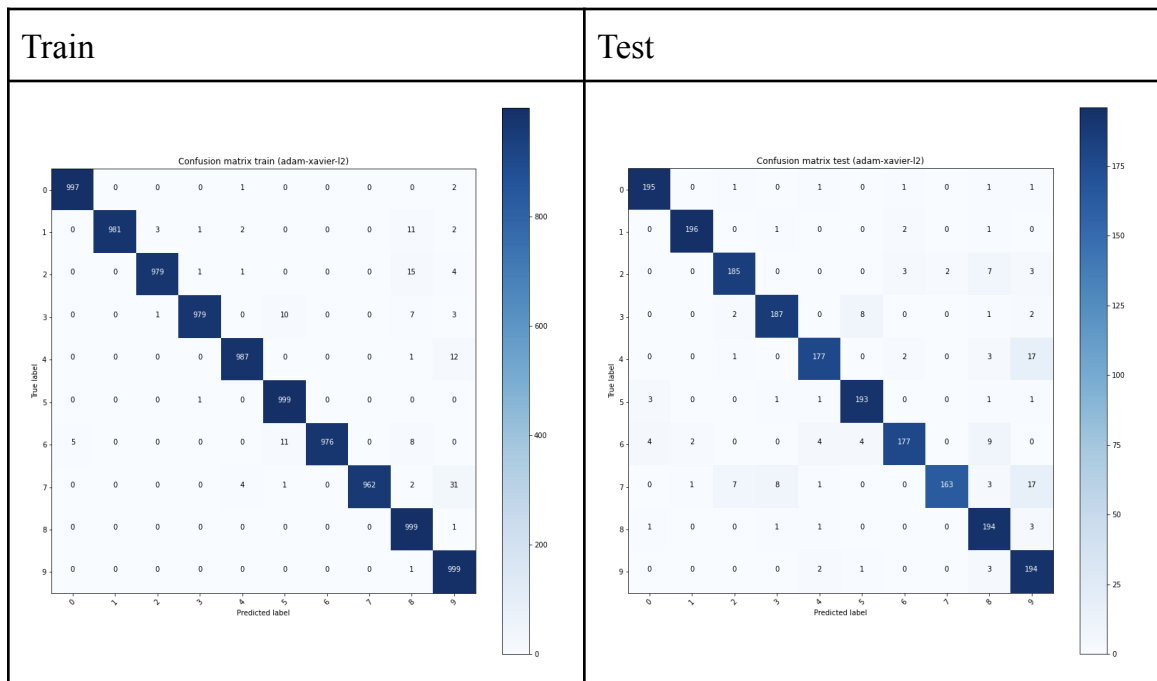 Train
Test
Confusion matrix train (adam-xavier-l2)
0 997 0 0 0 1 0 0 0 0 2
1 0 981 3 1 2 0 0 0 11 2
2 0 0 979 1 1 0 0 0 15 4
3 0 0 1 979 0 10 0 0 7 3
4 0 0 0 0 987 0 0 0 1 12
5 0 0 0 1 0 999 0 0 0 0
6 5 0 0 0 0 11 976 0 8 0
7 0 0 0 0 4 1 0 962 2 31
8 0 0 0 0 0 0 0 0 999 1
9 0 0 0 0 0 0 0 0 1 999
0 1 2 3 4 5 6 7 8 9
True label
Predicted label
800
600
400
200
0
Confusion matrix test (adam-xavier-l2)
0 195 0 1 0 1 0 1 0 1 1
1 0 196 0 1 0 0 2 0 1 0
2 0 0 185 0 0 0 3 2 7 3
3 0 0 2 187 0 8 0 0 1 2
4 0 0 1 0 177 0 2 0 3 17
5 3 0 0 1 1 193 0 0 1 1
6 4 2 0 0 4 4 177 0 9 0
7 0 1 7 8 1 0 0 163 3 17
8 1 0 0 1 1 0 0 0 194 3
9 0 0 0 0 2 1 0 0 3 194
0 1 2 3 4 5 6 7 8 9
True label
Predicted label
175
150
125
100
75
50
25
0